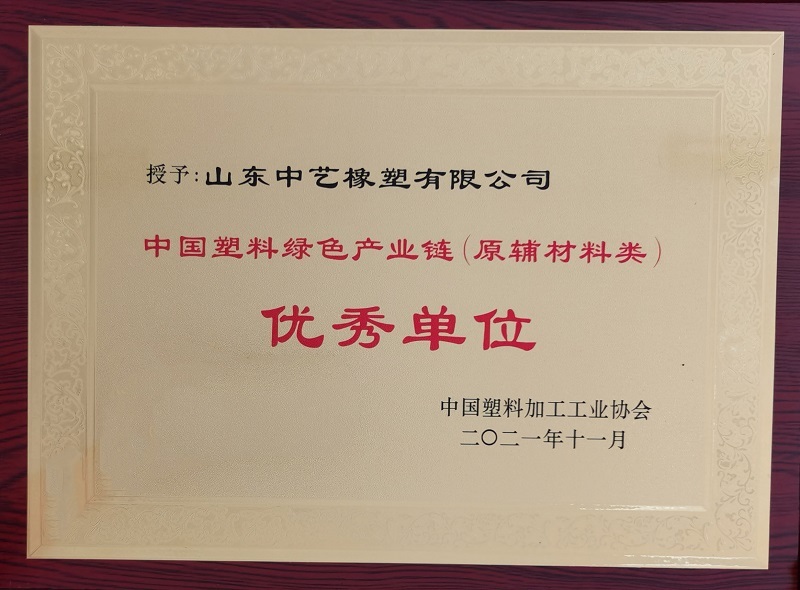 授予:山东中艺橡塑有限公司
中国塑料绿色产业链(原辅材料类)
优秀单位
中国塑料加工工业协会
二〇二一年十一月